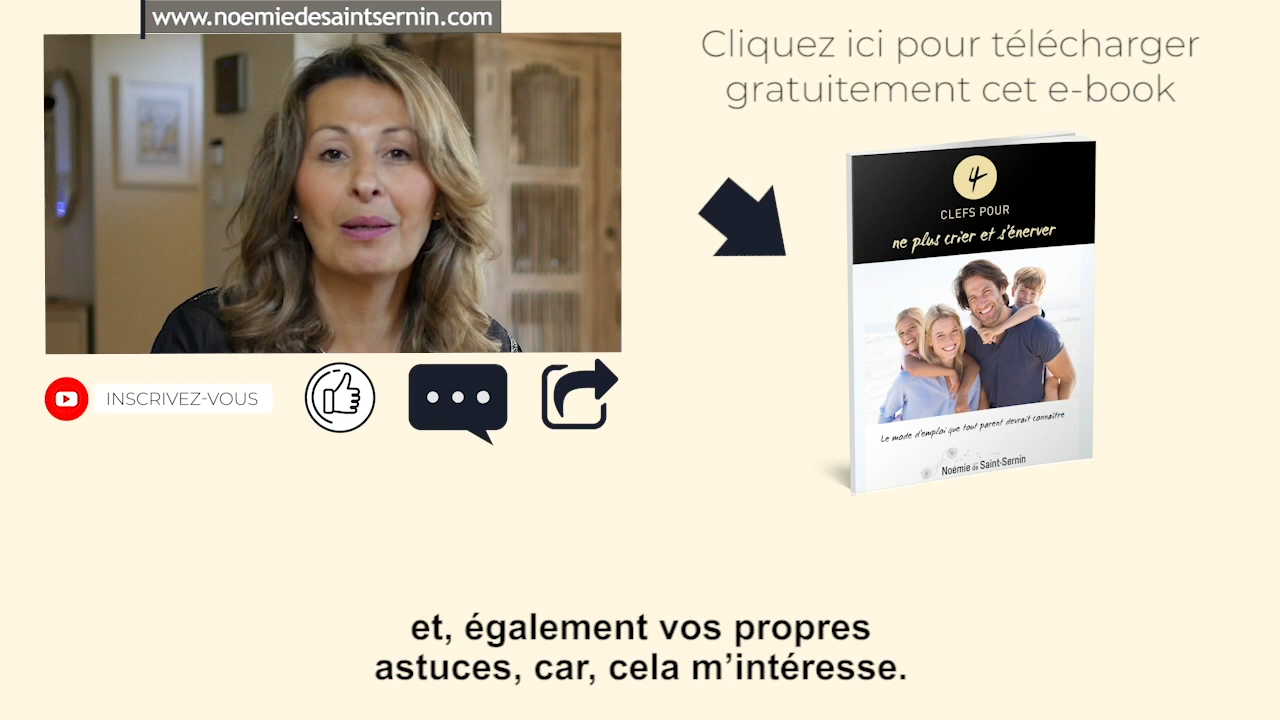 www.noemiedesaintsernin.com
Cliquez ici pour télécharger
gratuitement cet e-book
4
CLEFS POUR
ne plus crier et s'énerver
Le mode d'emploi que tout parent devrait connaître
Noémie de Saint-Sernin
INSCRIVEZ-VOUS
et, également vos propres
astuces, car, cela m’intéresse.